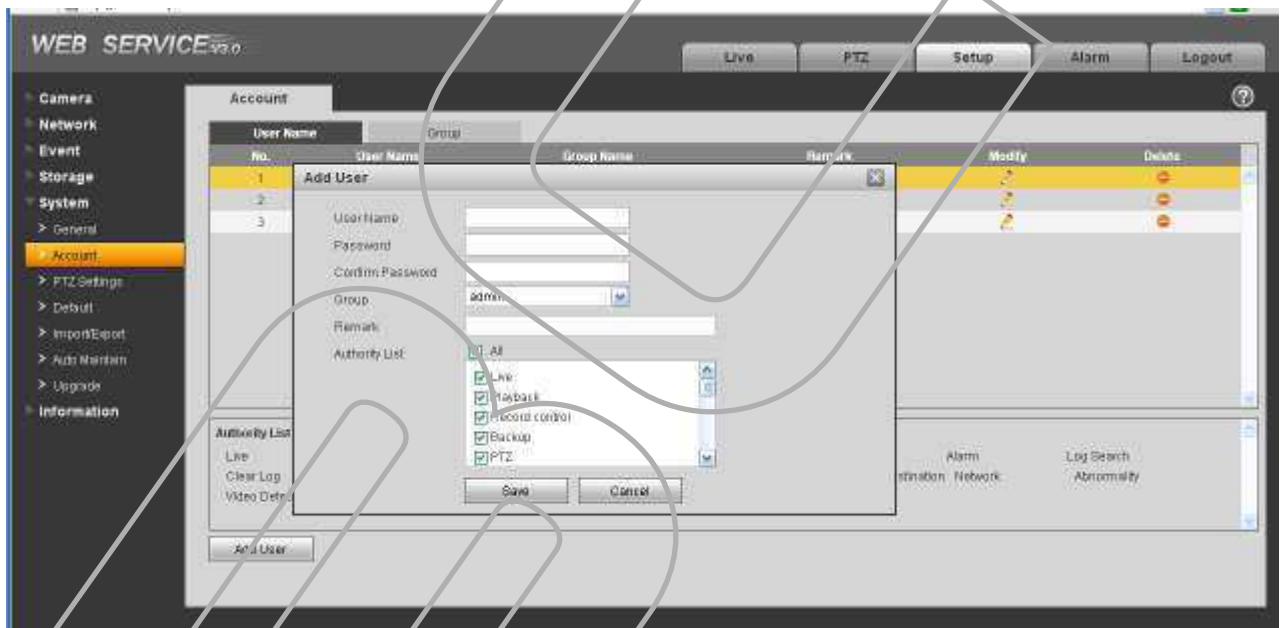 WEB SERVICE V3.0
Live
PTZ
Setup
Alarm
Logout
Camera
Network
Event
Storage
System
> General
> Account
> PTZ Settings
> Default
> Import/Export
> Auto Maintain
> Upgrade
Information
Account
User Name
Group
No.
User Name
Group Name
Remark
Modify
Delete
1
2
3
Add User
User Name
Password
Confirm Password
Group
admin
Remark
Authority List
All
Live
Playback
Record control
Backup
PTZ
Save
Cancel
Authority List
Live
Alarm
Log Search
Clear Log
Network
Abnormality
Video
Add User